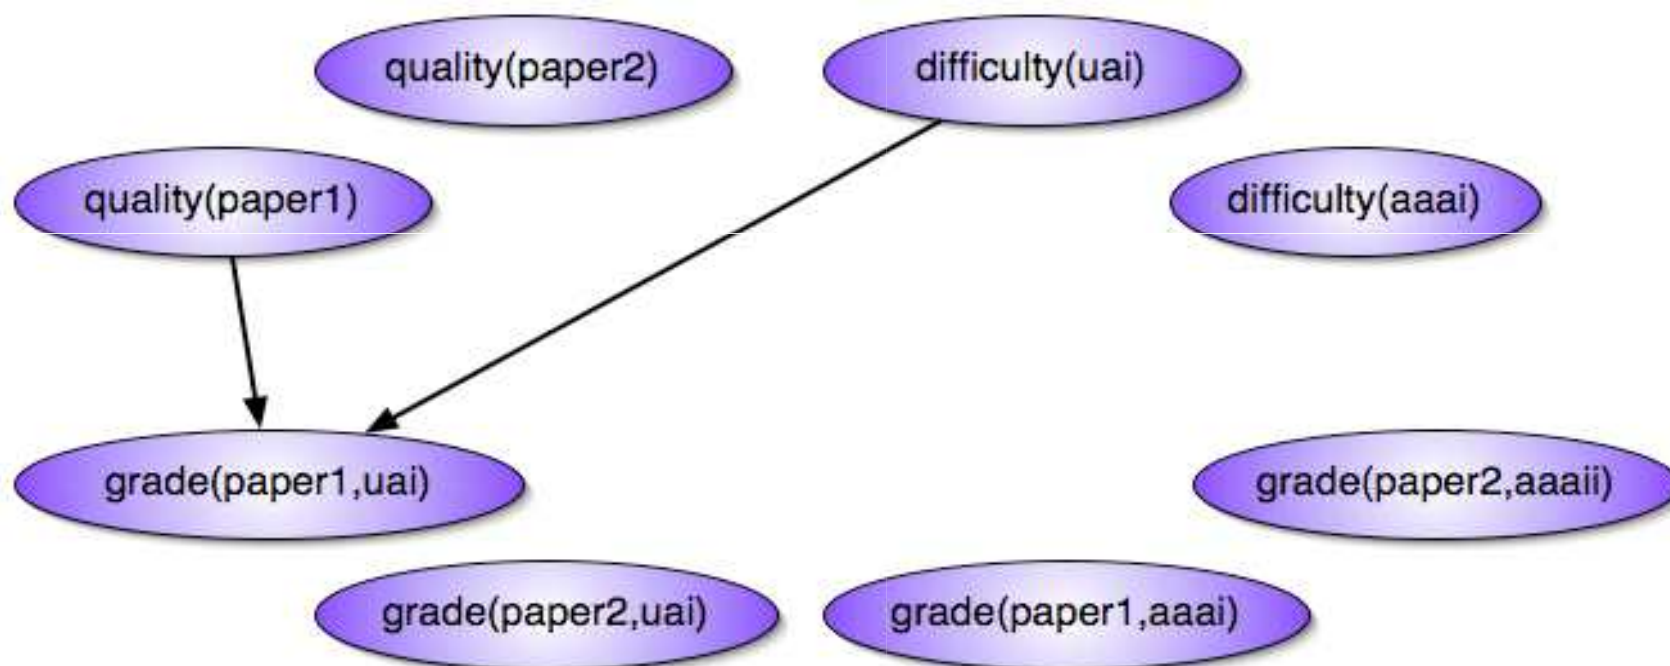 quality(paper2)
difficulty(uai)
quality(paper1)
difficulty(aaai)
grade(paper1,uai)
grade(paper2,aaaii)
grade(paper2,uai)
grade(paper1,aaai)